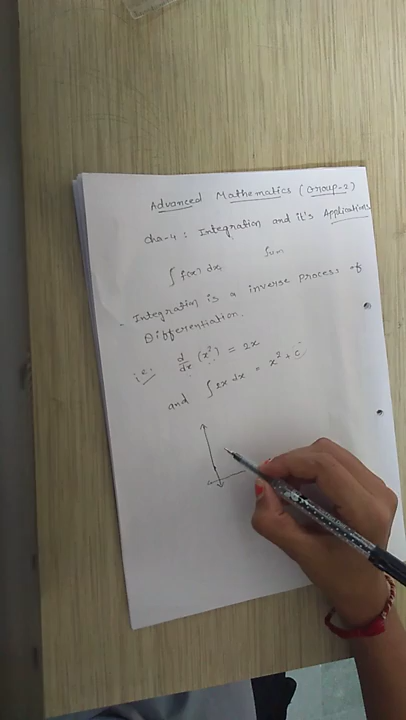 Advanced Mathematics (Group-2)
Cha-4 : Integration and it's Applications
∫ f(x) dx
Sum
- Integration is a inverse process of
Differentiation.
i.e. d/dx (x²) = 2x
and ∫ 2x dx = x² + c